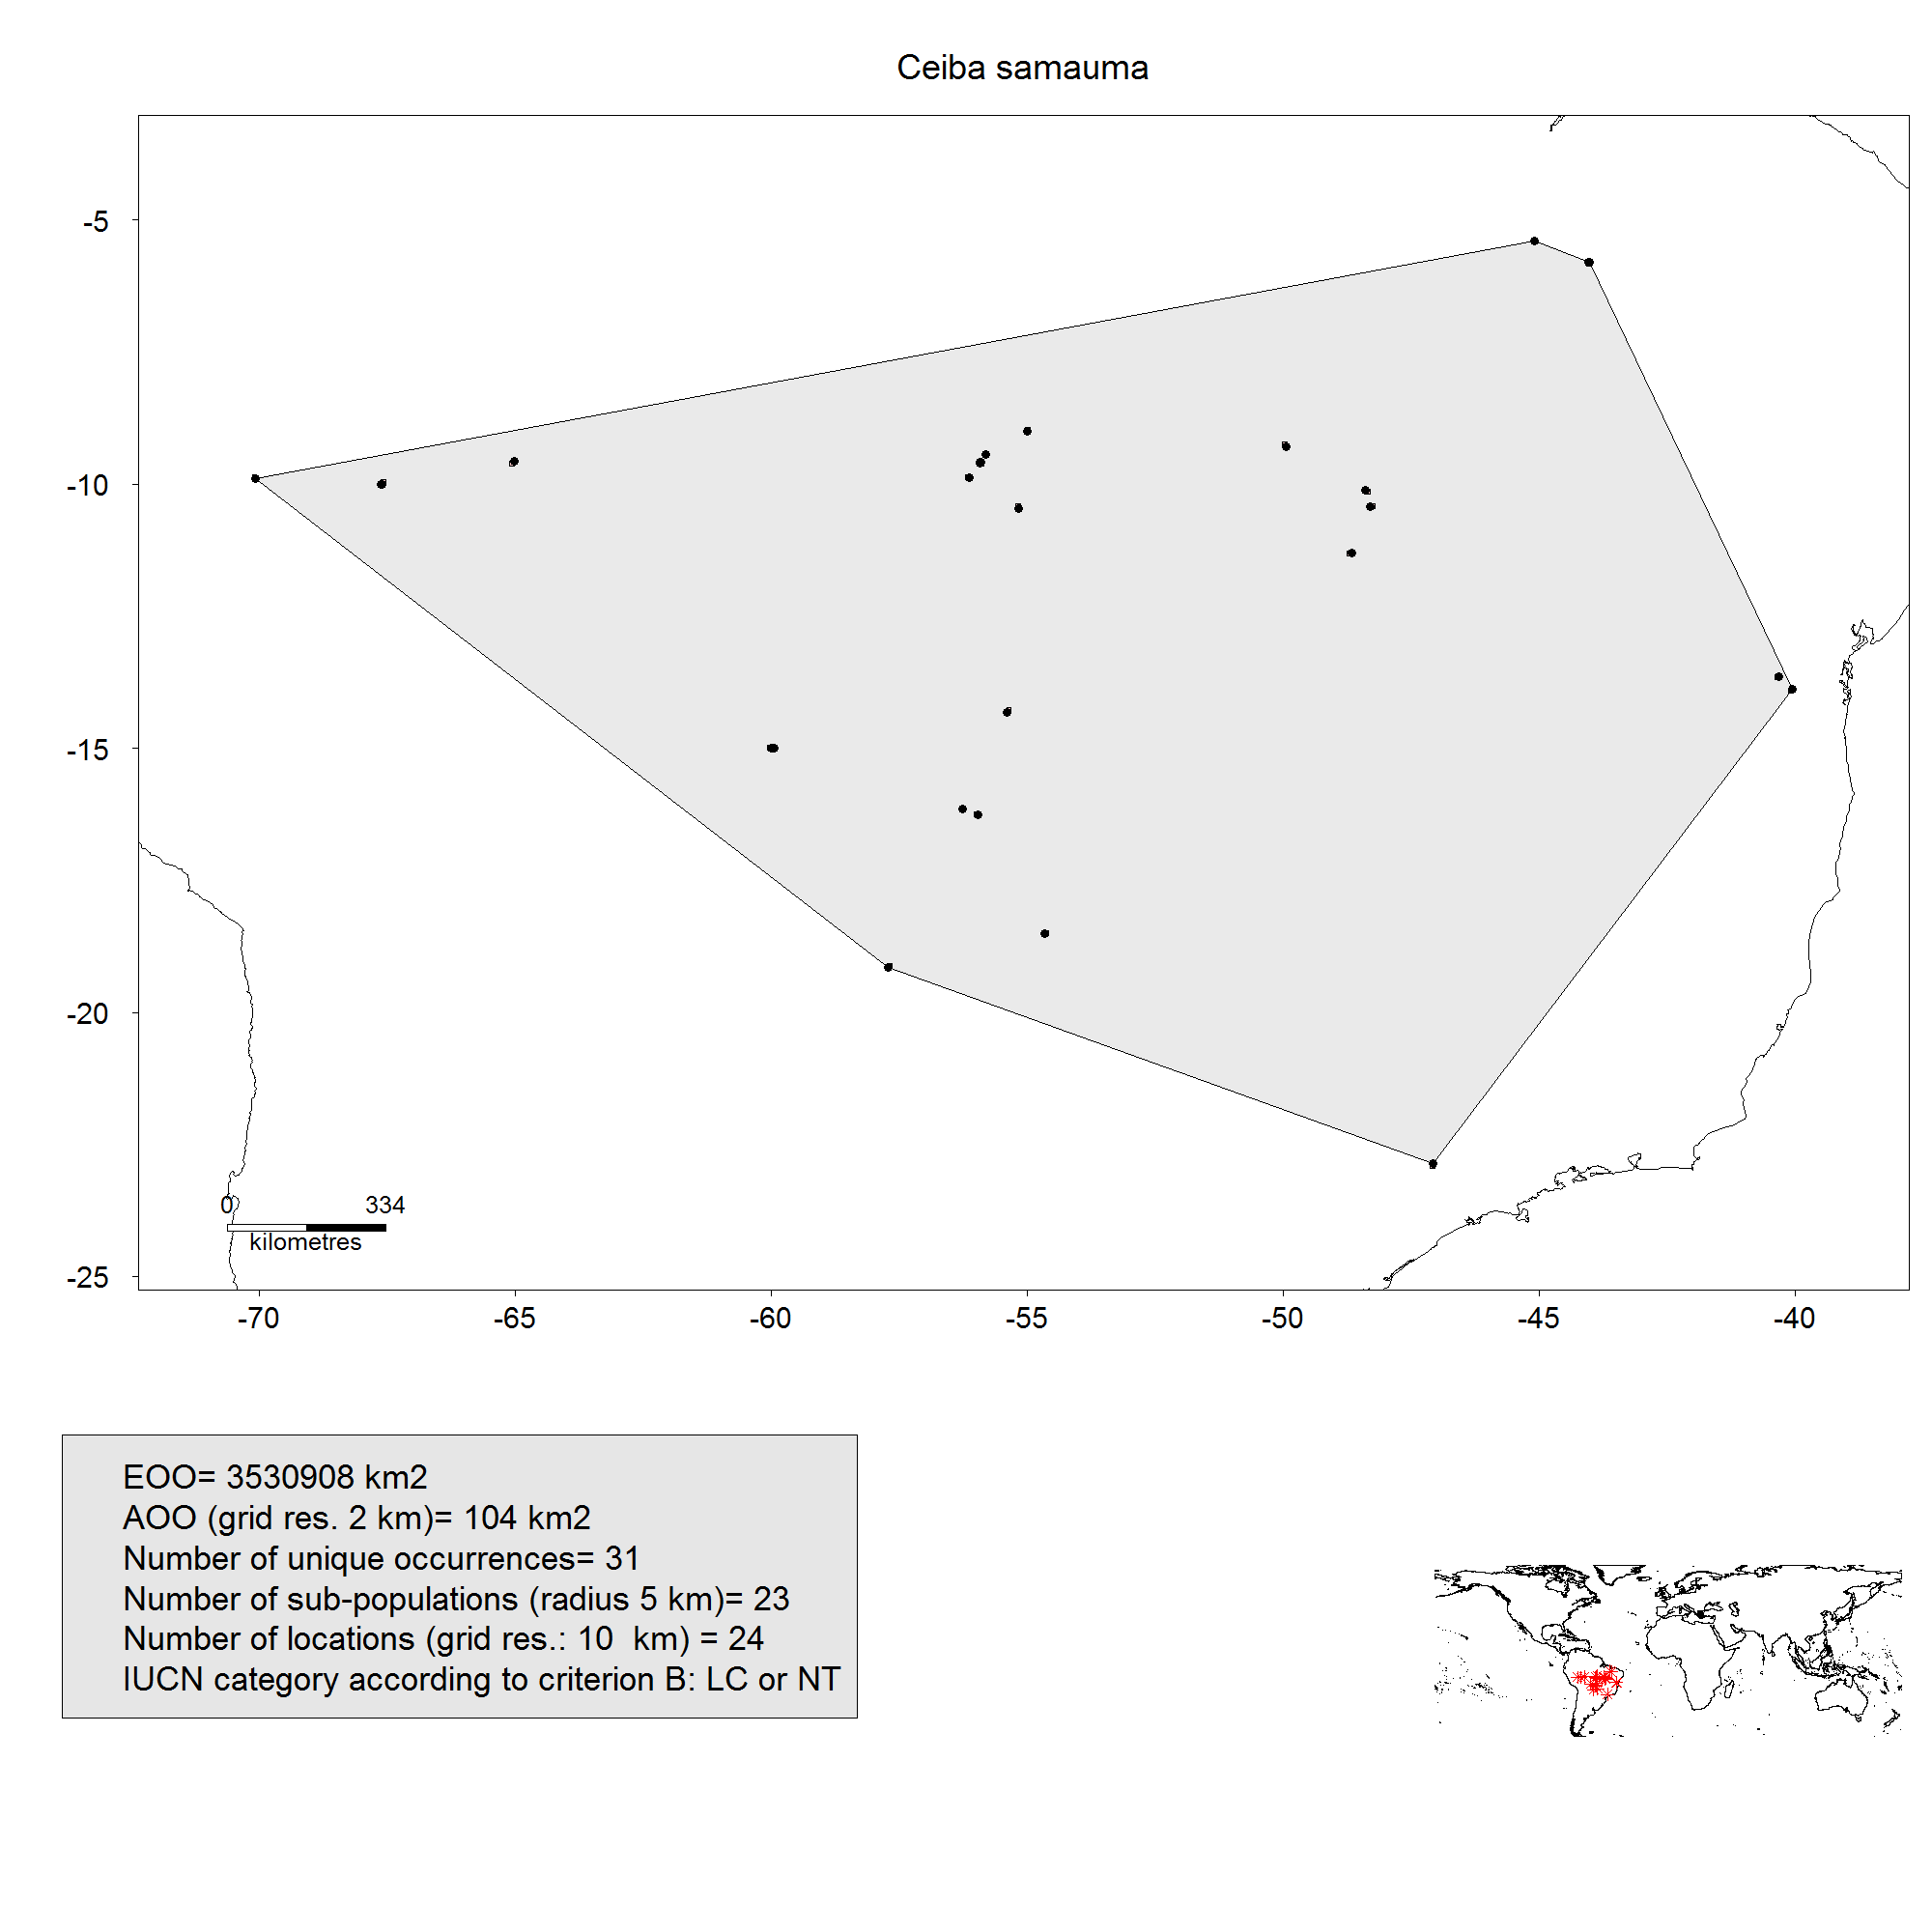 Ceiba samauma
-5
-10
-15
-20
-25
0 334
kilometres
-70 -65 -60 -55 -50 -45 -40
EOO= 3530908 km2
AOO (grid res. 2 km)= 104 km2
Number of unique occurrences= 31
Number of sub-populations (radius 5 km)= 23
Number of locations (grid res.: 10  km) = 24
IUCN category according to criterion B: LC or NT